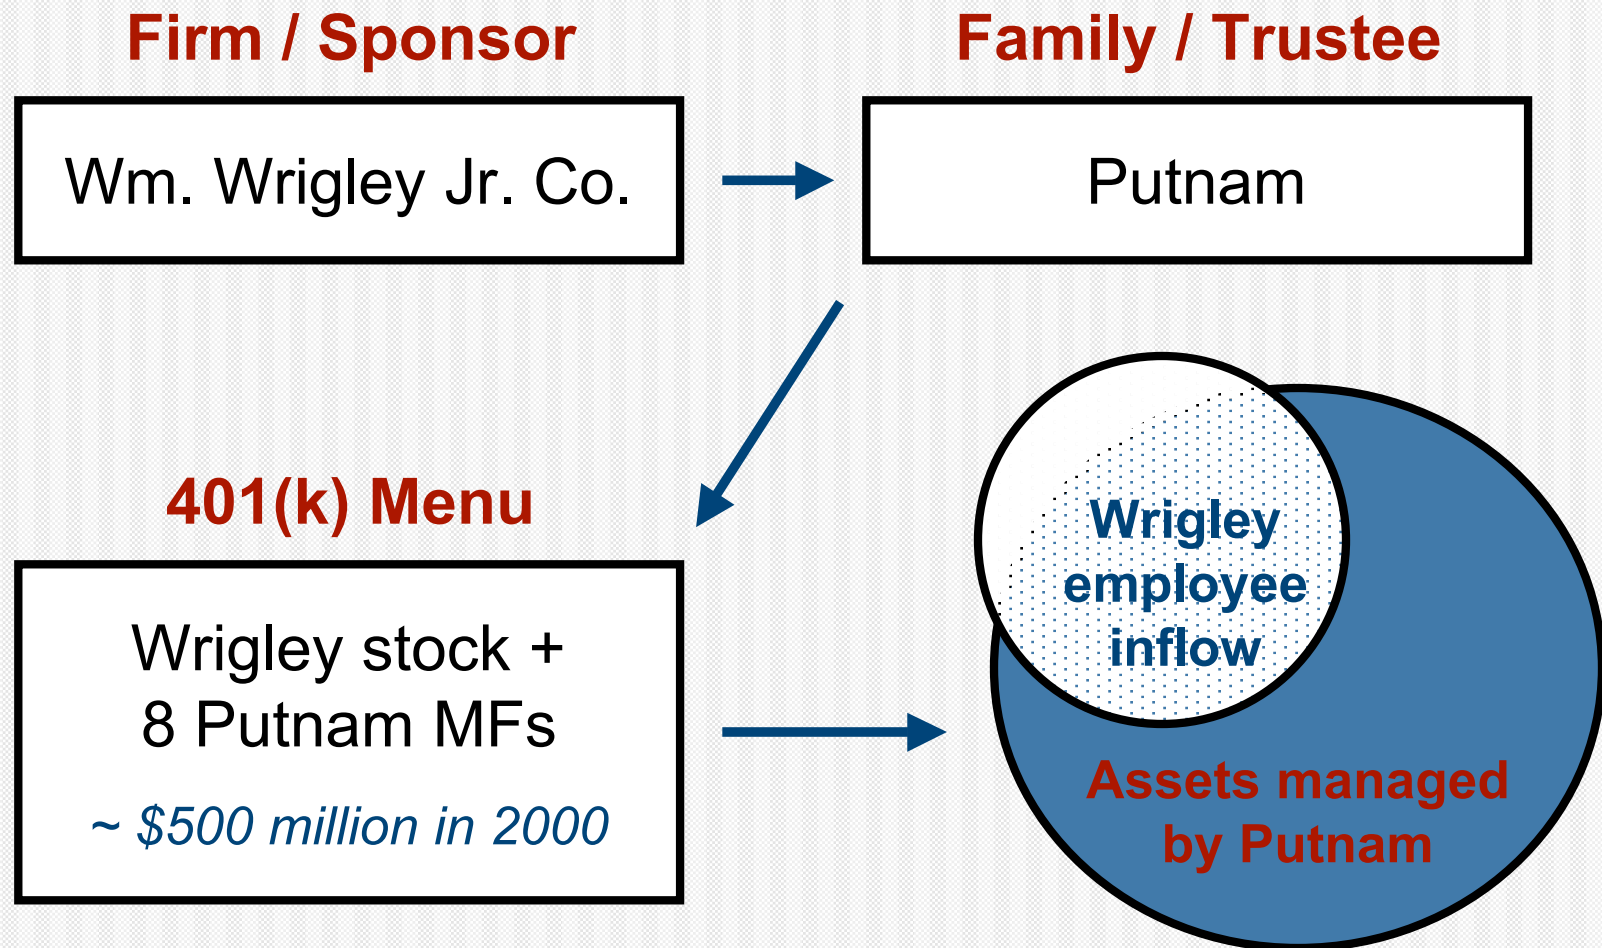 Firm / Sponsor
Family / Trustee
Wm. Wrigley Jr. Co.
Putnam
401(k) Menu
Wrigley stock +
8 Putnam MFs
~ $500 million in 2000
Wrigley
employee
inflow
Assets managed
by Putnam